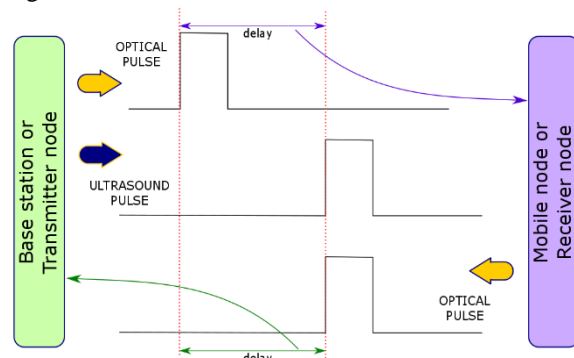 Base station or
Transmitter node
OPTICAL
PULSE
delay
ULTRASOUND
PULSE
OPTICAL
PULSE
delay
Mobile node or
Receiver node